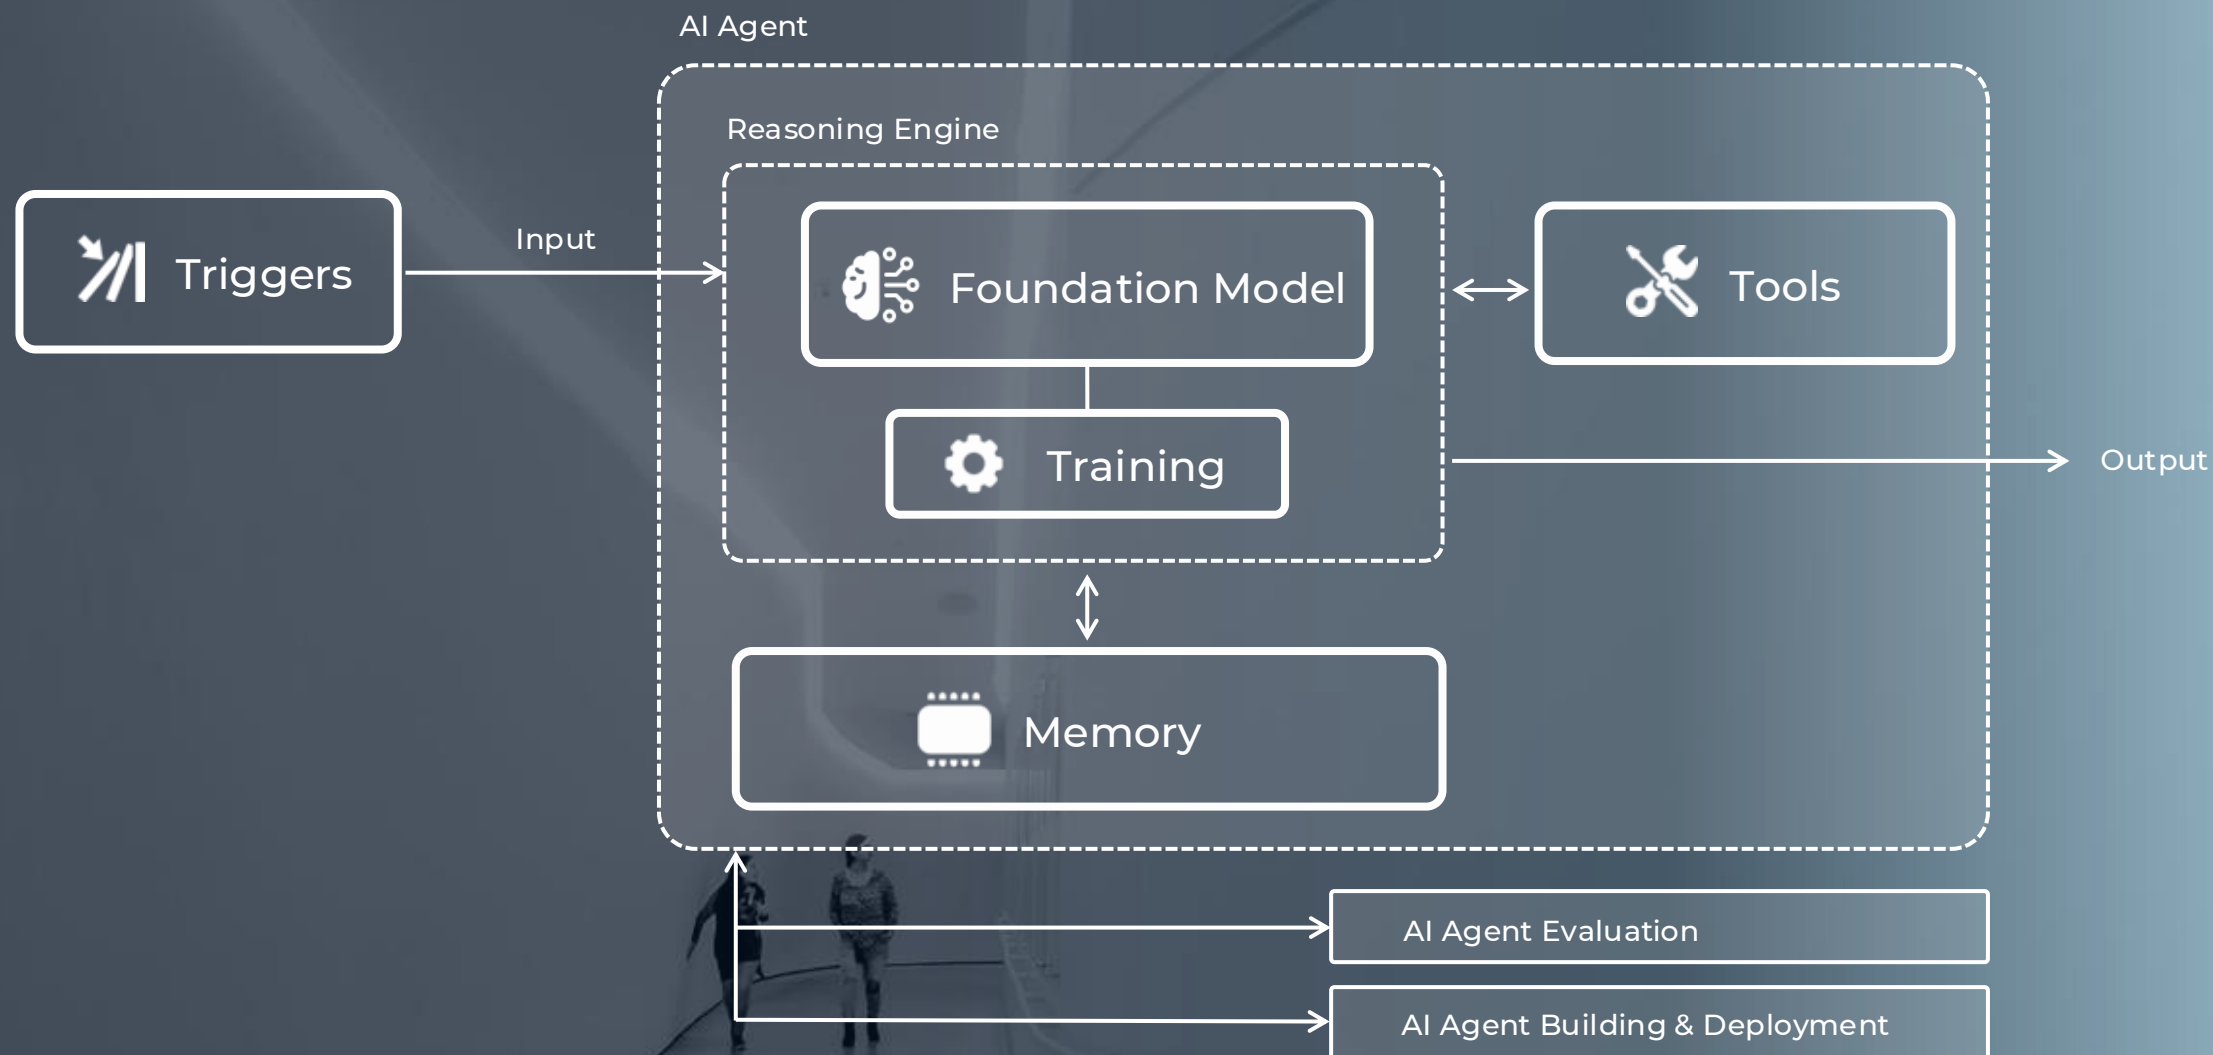 AI Agent
Reasoning Engine
Triggers
Input
Foundation Model
Tools
Training
Output
Memory
AI Agent Evaluation
AI Agent Building & Deployment